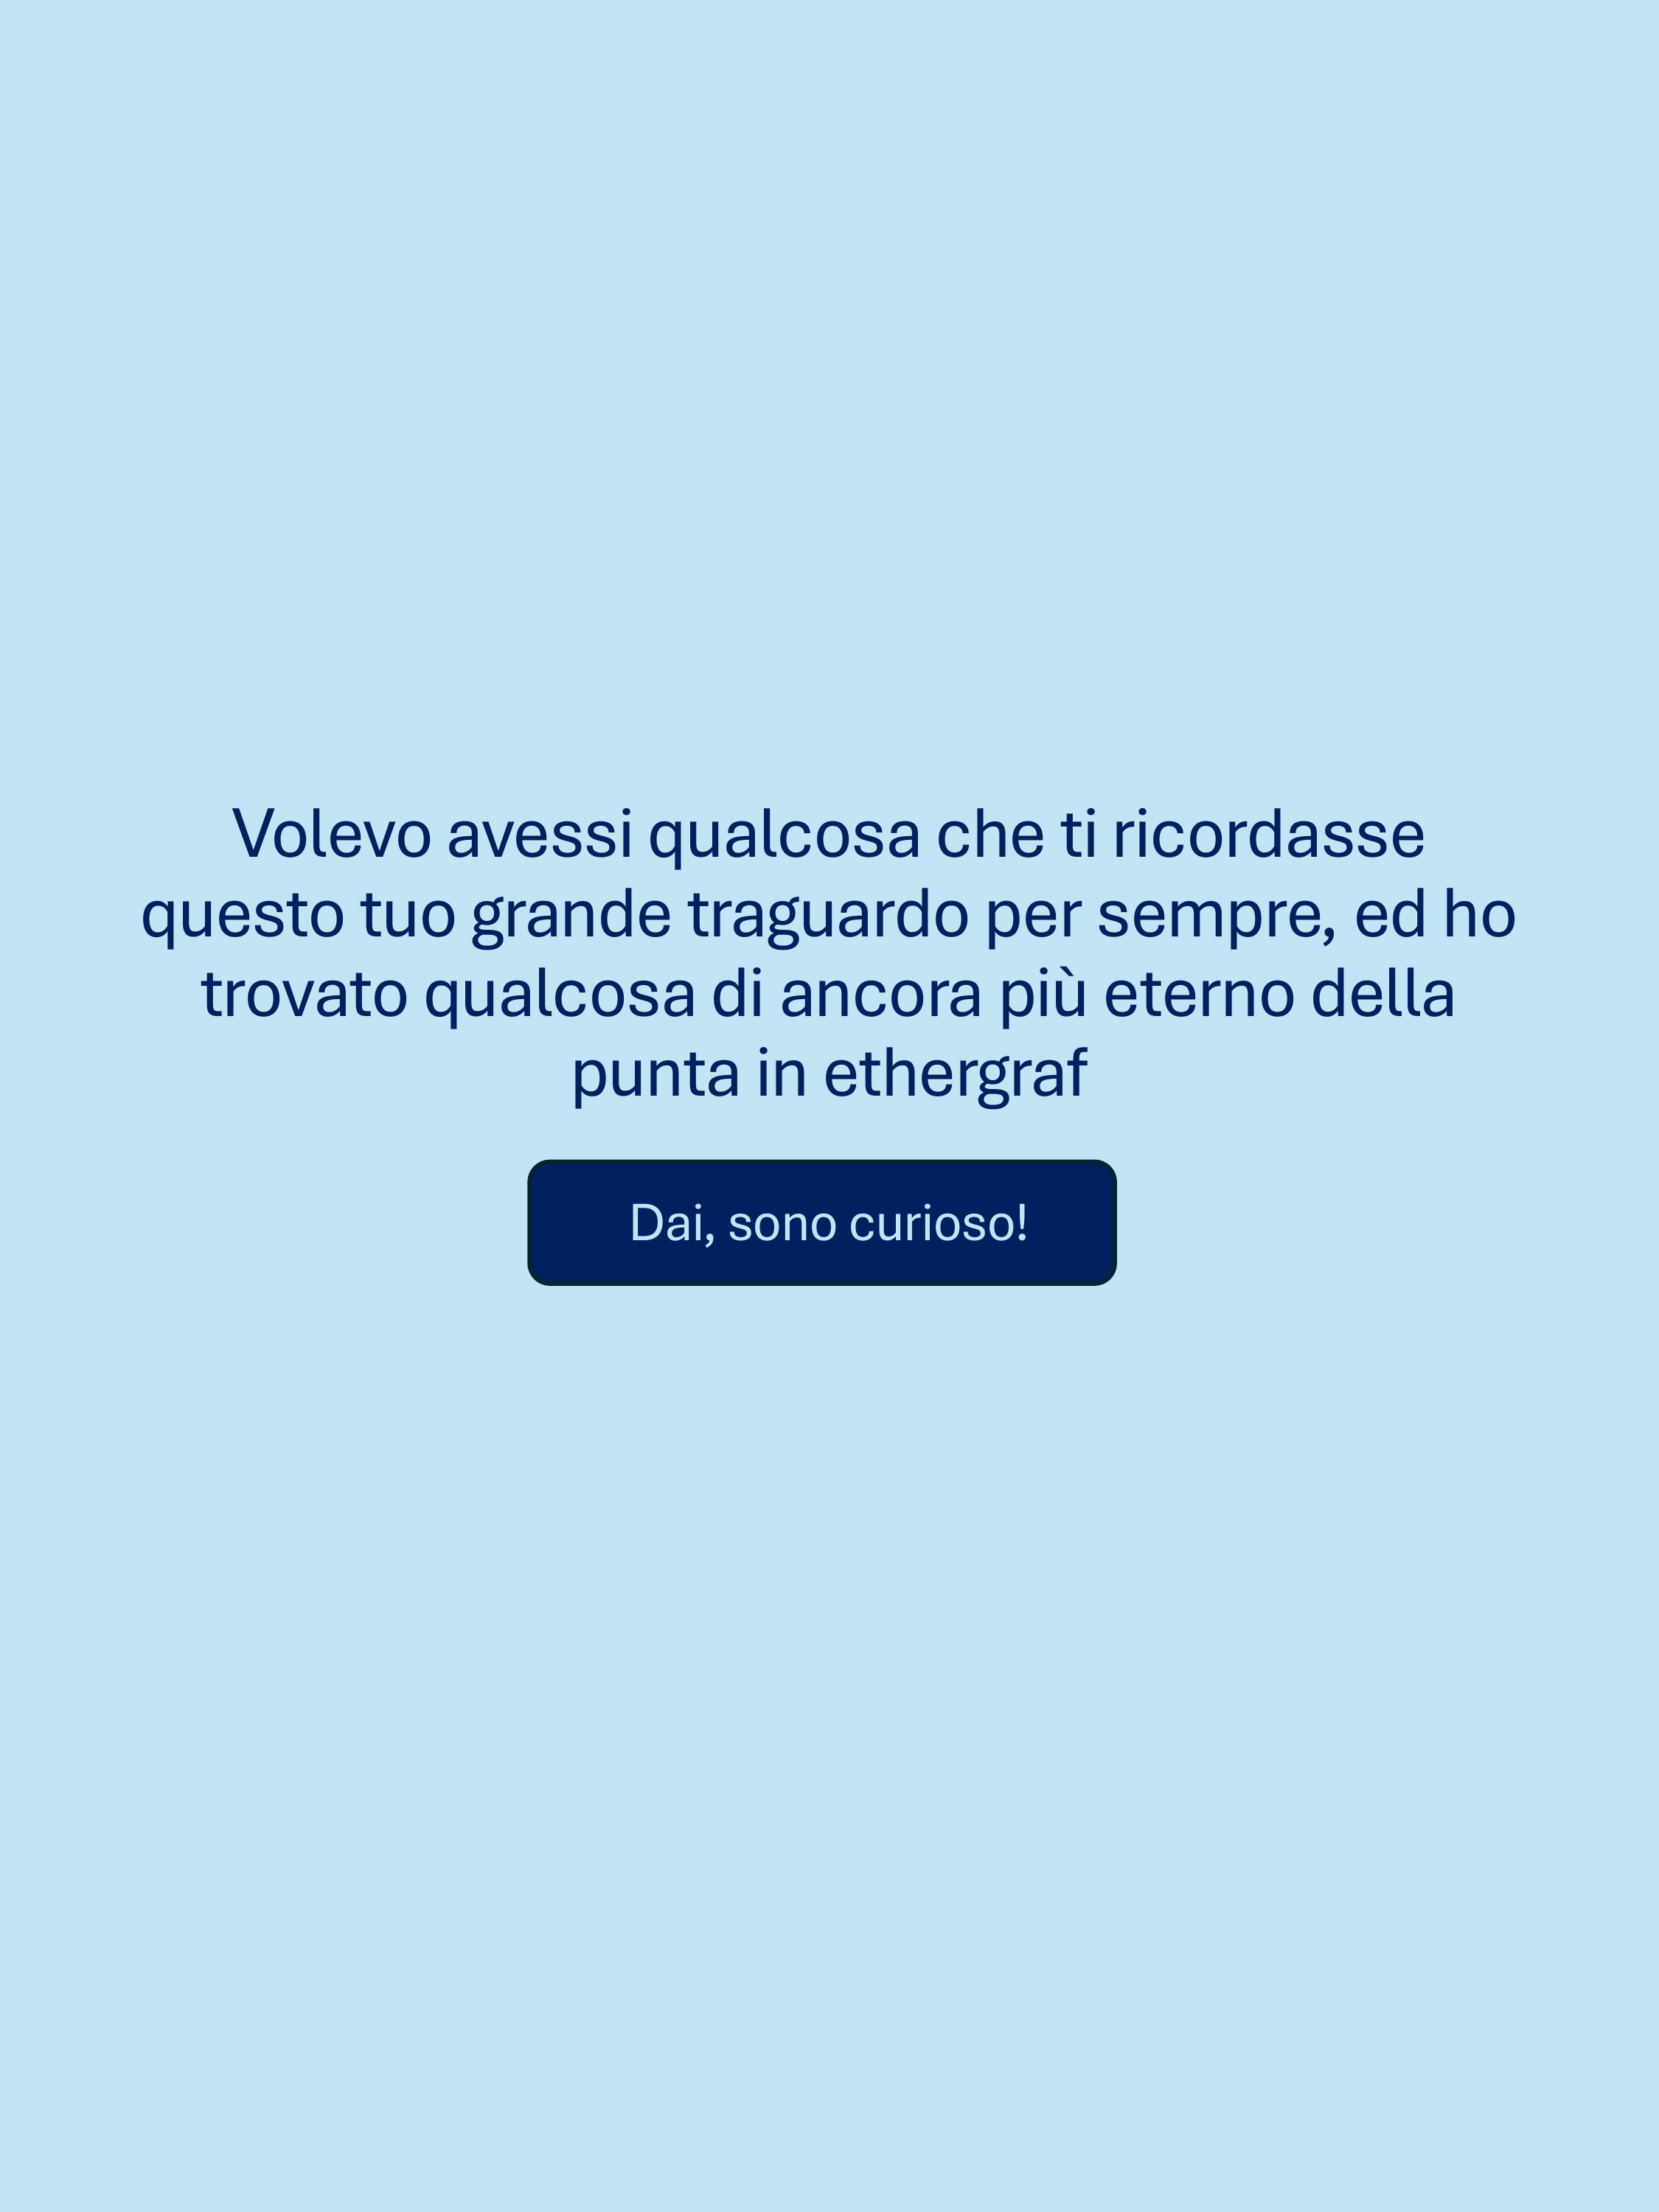 Volevo avessi qualcosa che ti ricordasse
questo tuo grande traguardo per sempre, ed ho
trovato qualcosa di ancora più eterno della
punta in ethergraf
Dai, sono curioso!